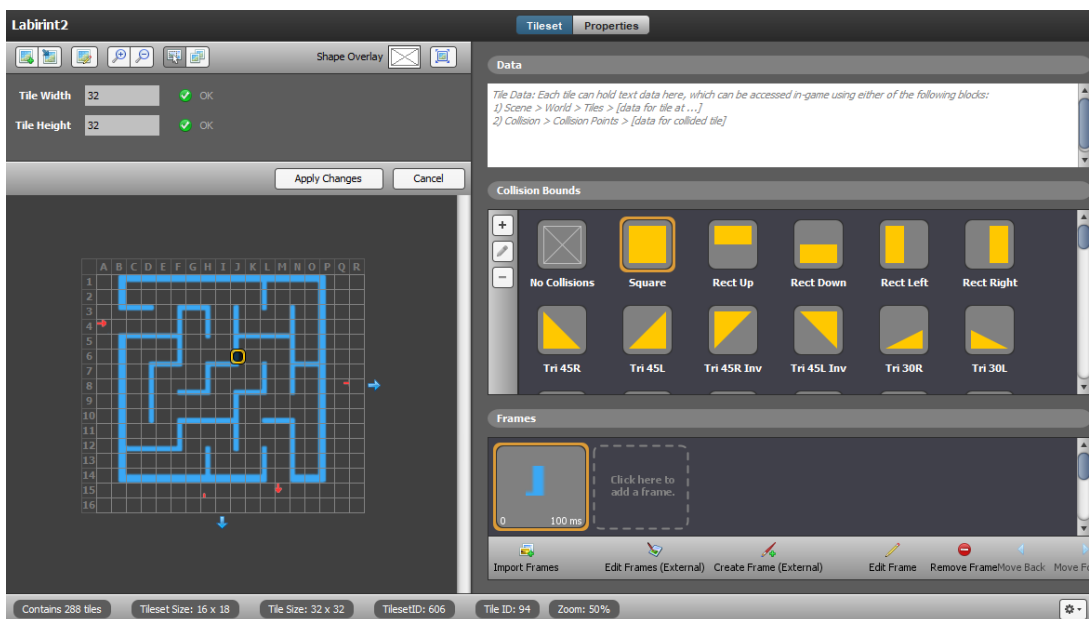 Labirint2
Tileset Properties
Shape Overlay
Tile Width 32 OK
Tile Height 32 OK
Apply Changes Cancel
A B C D E F G H I J K L M N O P Q R
1
2
3
4
5
6
7
8
9
10
11
12
13
14
15
16
Data
Tile Data: Each tile can hold text data here, which can be accessed in-game using either of the following blocks:
1) Scene > World > Tiles > [data for tile at ...]
2) Collision > Collision Points > [data for collided tile]
Collision Bounds
No Collisions Square Rect Up Rect Down Rect Left Rect Right
Tri 45R Tri 45L Tri 45R Inv Tri 45L Inv Tri 30R Tri 30L
Frames
Click here to
add a frame.
0 100 ms
Import Frames Edit Frames (External) Create Frame (External) Edit Frame Remove Frame Move Back Move Fo
Contains 288 tiles Tileset Size: 16 x 18 Tile Size: 32 x 32 TilesetID: 606 Tile ID: 94 Zoom: 50%